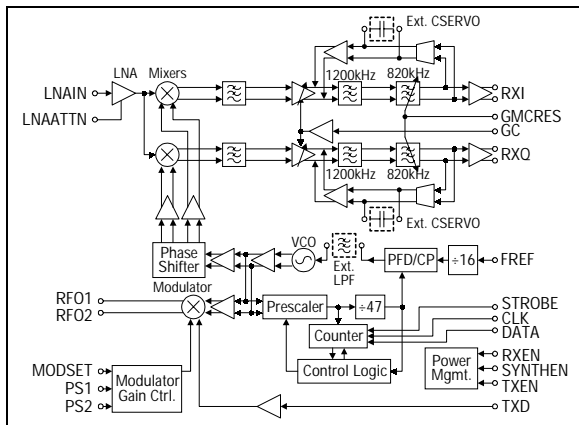 Ext. CSERVO
LNA
Mixers
1200kHz
820kHz
LNAIN
RXI
LNAATTN
GMCRES
GC
RXQ
1200kHz
820kHz
Ext. CSERVO
Phase
Shifter
VCO
Ext.
LPF
PFD/CP
÷16
FREF
Modulator
RFO1
RFO2
Prescaler
÷47
STROBE
CLK
DATA
Counter
Control Logic
Power
Mgmt.
RXEN
SYNTHEN
TXEN
MODSET
PS1
PS2
Modulator
Gain Ctrl.
TXD